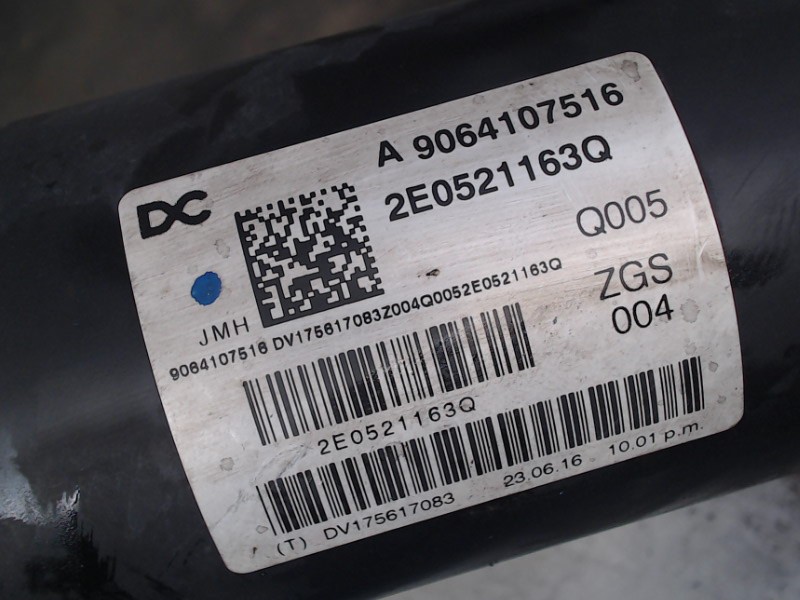 A 9064107516
2E0521163Q
DC
Q005
JMH
ZGS
004
9064107516 DV175617083Z004Q0052E0521163Q
2E0521163Q
(T) DV175617083 23.06.16 10.01 p.m.